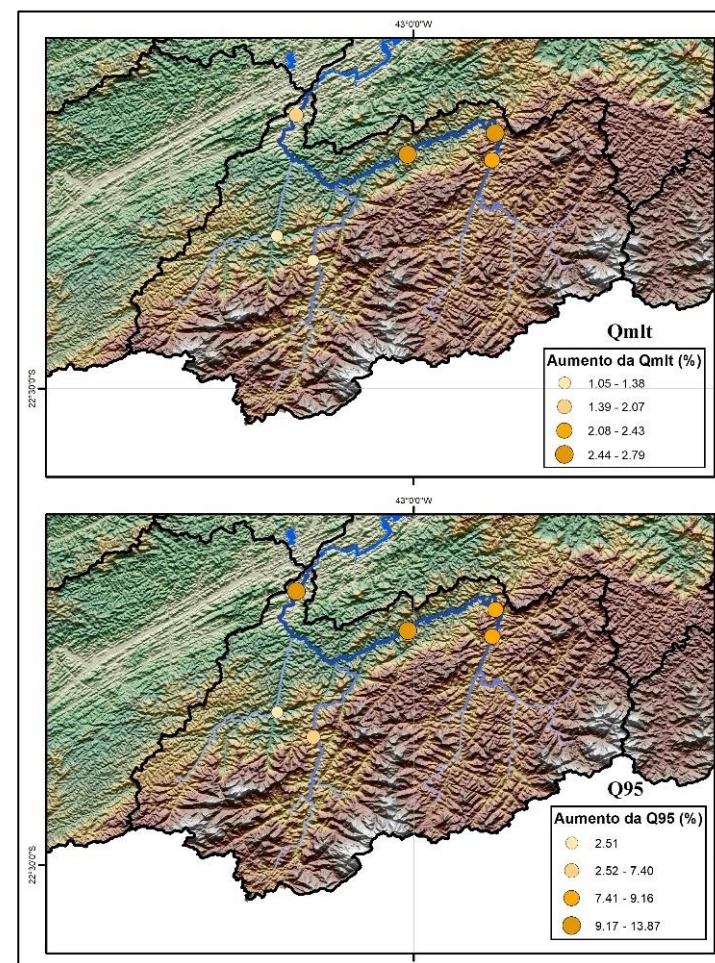 43°0'0"W
22°30'0"S
Qmlt
Aumento da Qmlt (%)
1.05 - 1.38
1.39 - 2.07
2.08 - 2.43
2.44 - 2.79
43°0'0"W
22°30'0"S
Q95
Aumento da Q95 (%)
2.51
2.52 - 7.40
7.41 - 9.16
9.17 - 13.87